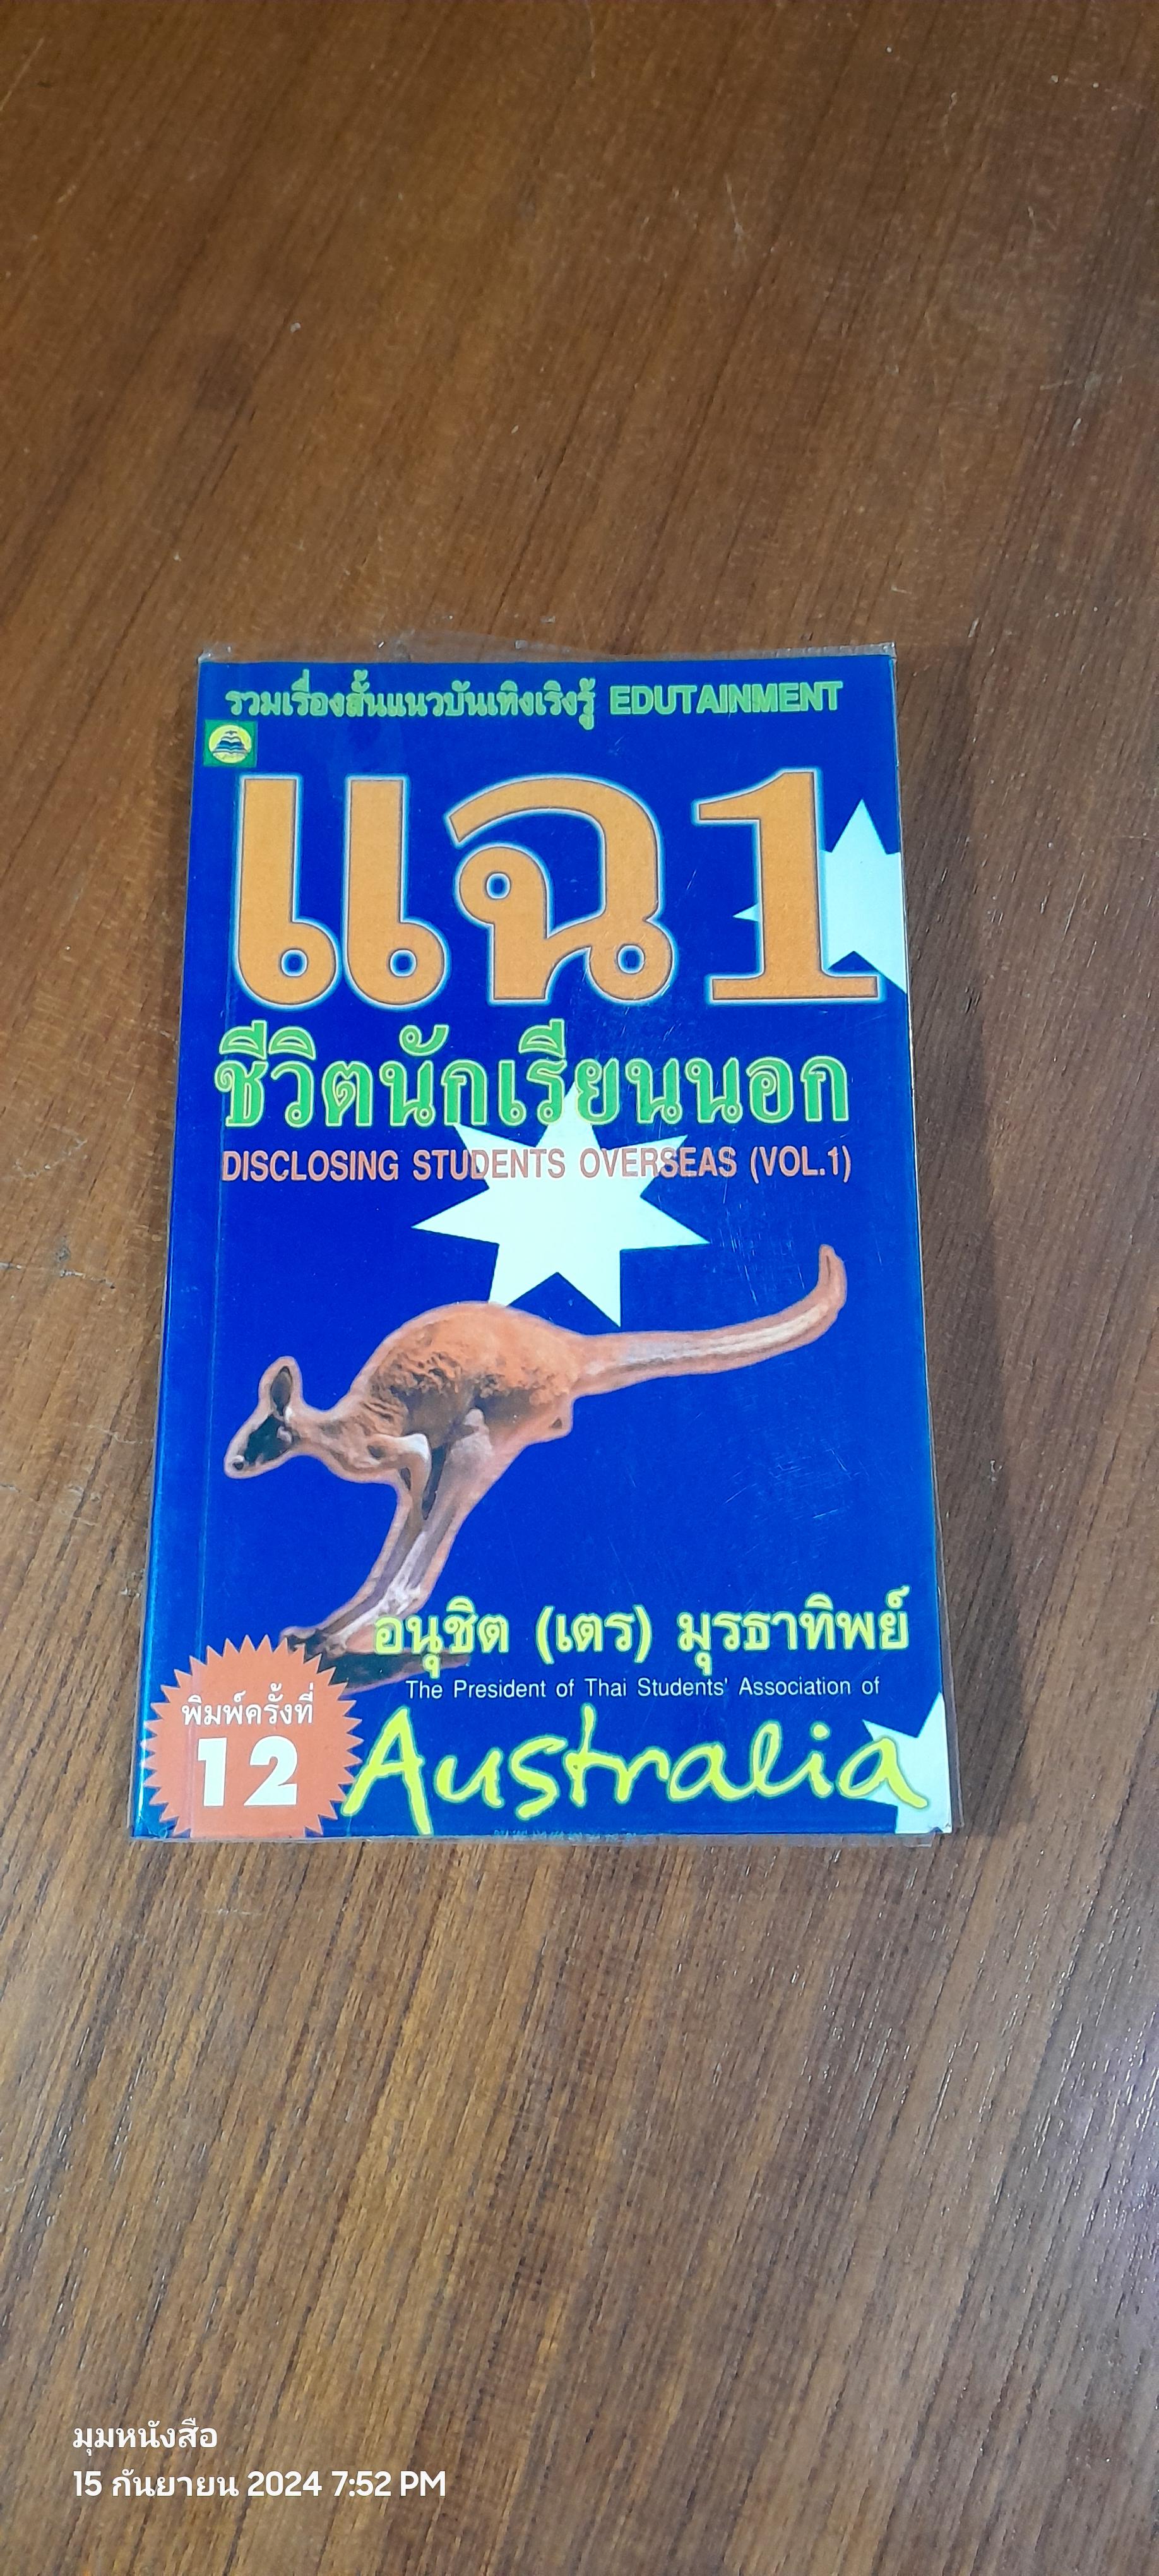 รวมเรื่องสั้นแนวบันเทิงเริงรู้ EDUTAINMENT
แฉ 1
ชีวิตนักเรียนนอก
DISCLOSING STUDENTS OVERSEAS (VOL.1)
อนุชิต (เตร) มุรธาทิพย์
The President of Thai Students' Association of
Australia
พิมพ์ครั้งที่
12
มุมหนังสือ
15 กันยายน 2024 7:52 PM